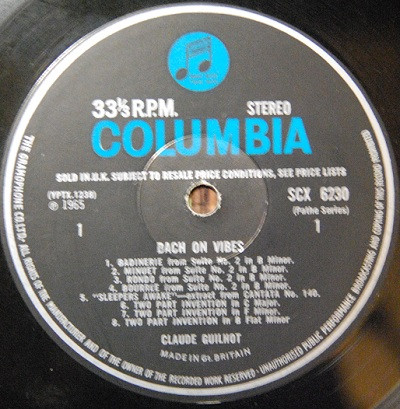 33⅓ R.P.M. STEREO
COLUMBIA
SOLD IN U.K. SUBJECT TO RESALE PRICE CONDITIONS, SEE PRICE LISTS
(YPTX.1238) SCX 6230
℗ 1965 (Pathe Series)
1 1
BACH ON VIBES
1. BADINERIE from Suite No. 2 in B Minor.
2. MINUET from Suite No. 2 in B Minor.
3. RONDO from Suite No. 2 in B Minor.
4. BOURREE from Suite No. 2 in B Minor.
5. "SLEEPERS AWAKE"—extract from CANTATA No. 140.
6. TWO PART INVENTION in C Major.
7. TWO PART INVENTION in F Minor
8. TWO PART INVENTION in B Flat Minor
CLAUDE GUILHOT
MADE IN Gt. BRITAIN
THE GRAMOPHONE CO. LTD. ALL RIGHTS OF THE MANUFACTURER AND OF THE OWNER OF THE RECORDED WORK RESERVED · UNAUTHORISED PUBLIC PERFORMANCE BROADCASTING AND COPYING OF THIS RECORD PROHIBITED